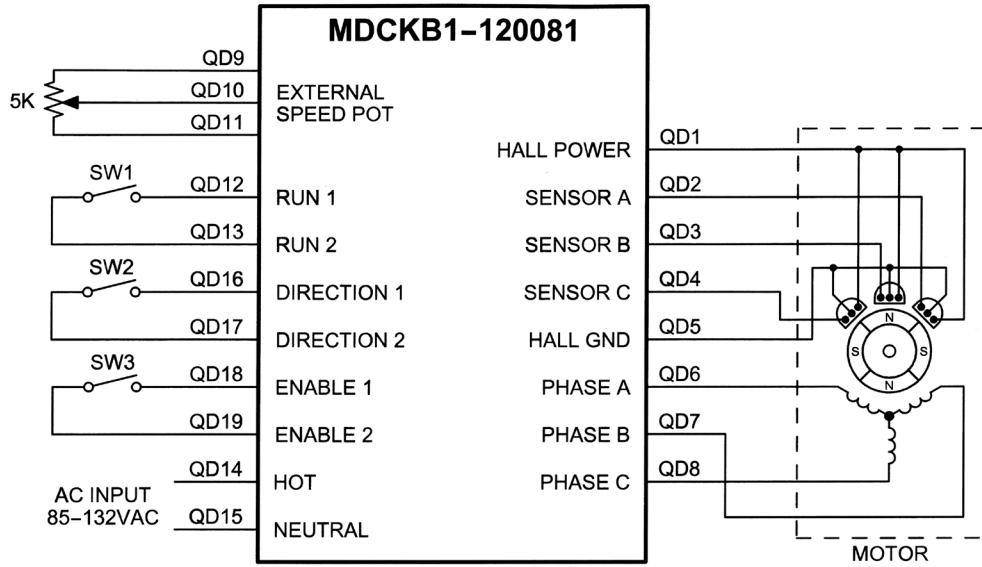 MDCKB1-120081
QD9
5K
QD10
QD11
EXTERNAL
SPEED POT
SW1
QD12
RUN 1
QD13
RUN 2
SW2
QD16
DIRECTION 1
QD17
DIRECTION 2
SW3
QD18
ENABLE 1
QD19
ENABLE 2
AC INPUT
85-132VAC
QD14
HOT
QD15
NEUTRAL
HALL POWER
QD1
SENSOR A
QD2
SENSOR B
QD3
SENSOR C
QD4
HALL GND
QD5
PHASE A
QD6
PHASE B
QD7
PHASE C
QD8
N
S
S
N
MOTOR